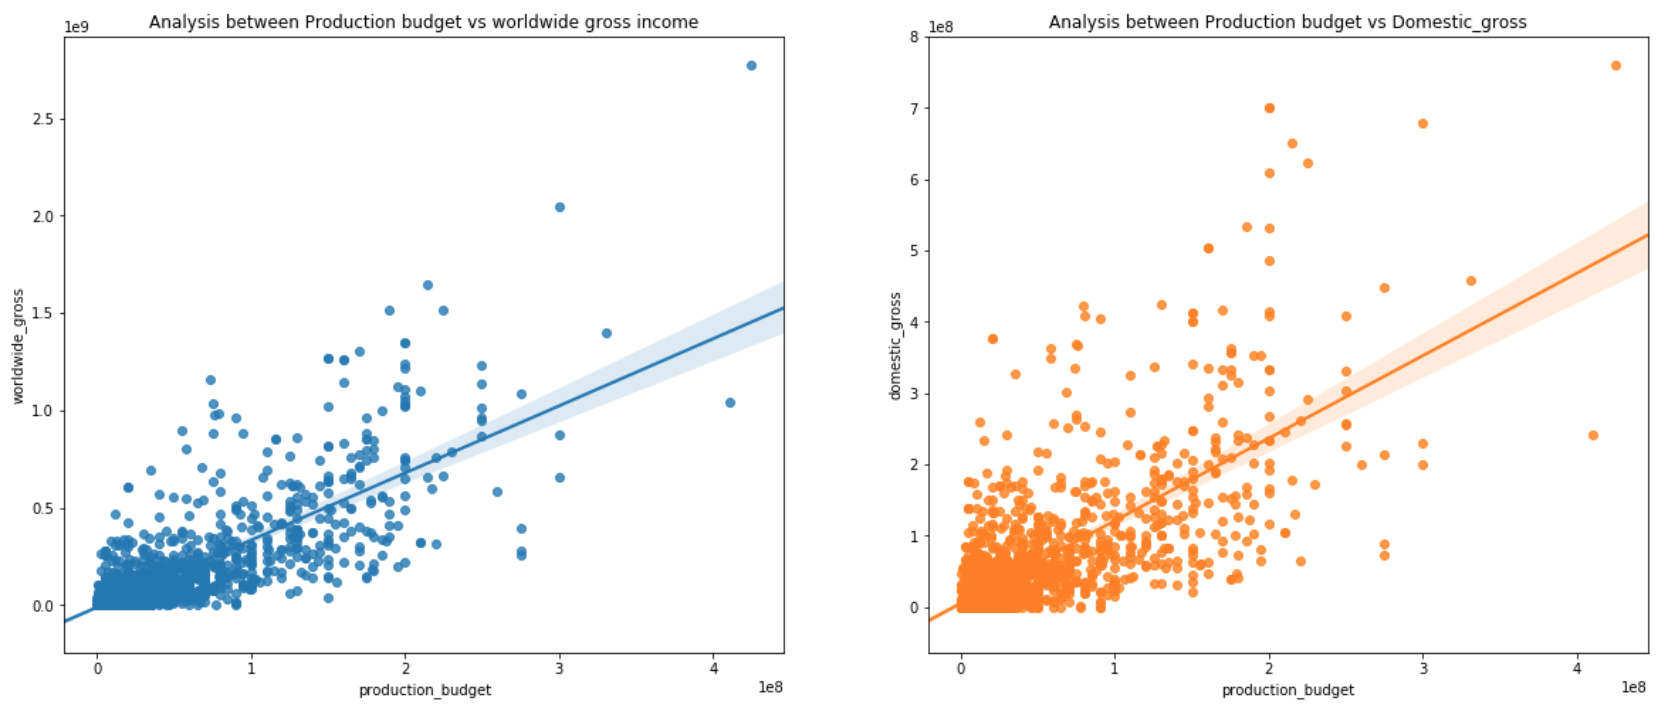 Analysis between Production budget vs worldwide gross income
1e9
2.5
2.0
1.5
1.0
0.5
0.0
worldwide_gross
0 1 2 3 4
1e8
production_budget
Analysis between Production budget vs Domestic_gross
1e8
8
7
6
5
4
3
2
1
0
domestic_gross
0 1 2 3 4
1e8
production_budget